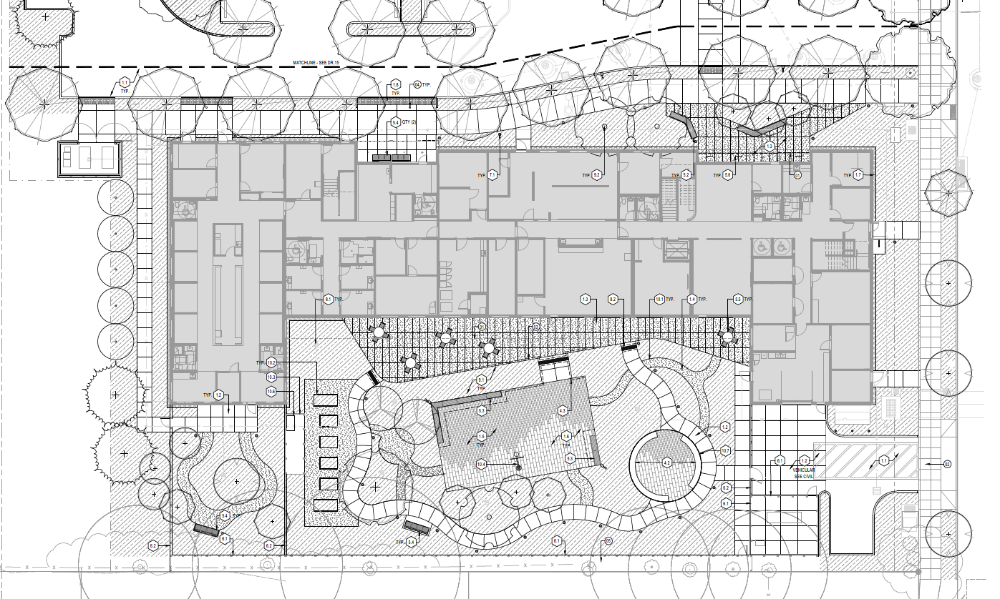 MATCHLINE - SEE DR.15
1.1
TYP.
1.8
TYP.
04 TYP.
5.4 QTY (2)
1.3
TYP. 7.1
TYP. 9.2
TYP. 5.2
TYP. 5.6
01
TYP. 1.7
8.1 TYP.
1.3
8.2
10.1 TYP.
1.4 TYP.
5.5 TYP.
01
TYP. 10.2
10.3
10.6
TYP. 1.2
TYP.
5.3
4.3
1.5
TYP.
1.6
TYP.
5.3
10.4
1.2
10.7
4.2
6.1
1.2
1.1
02
VEHICULAR
SEE CIVIL
6.2
6.1
5.4 TYP.
6.1
6.2
6.2
TYP. 5.4
6.1
05